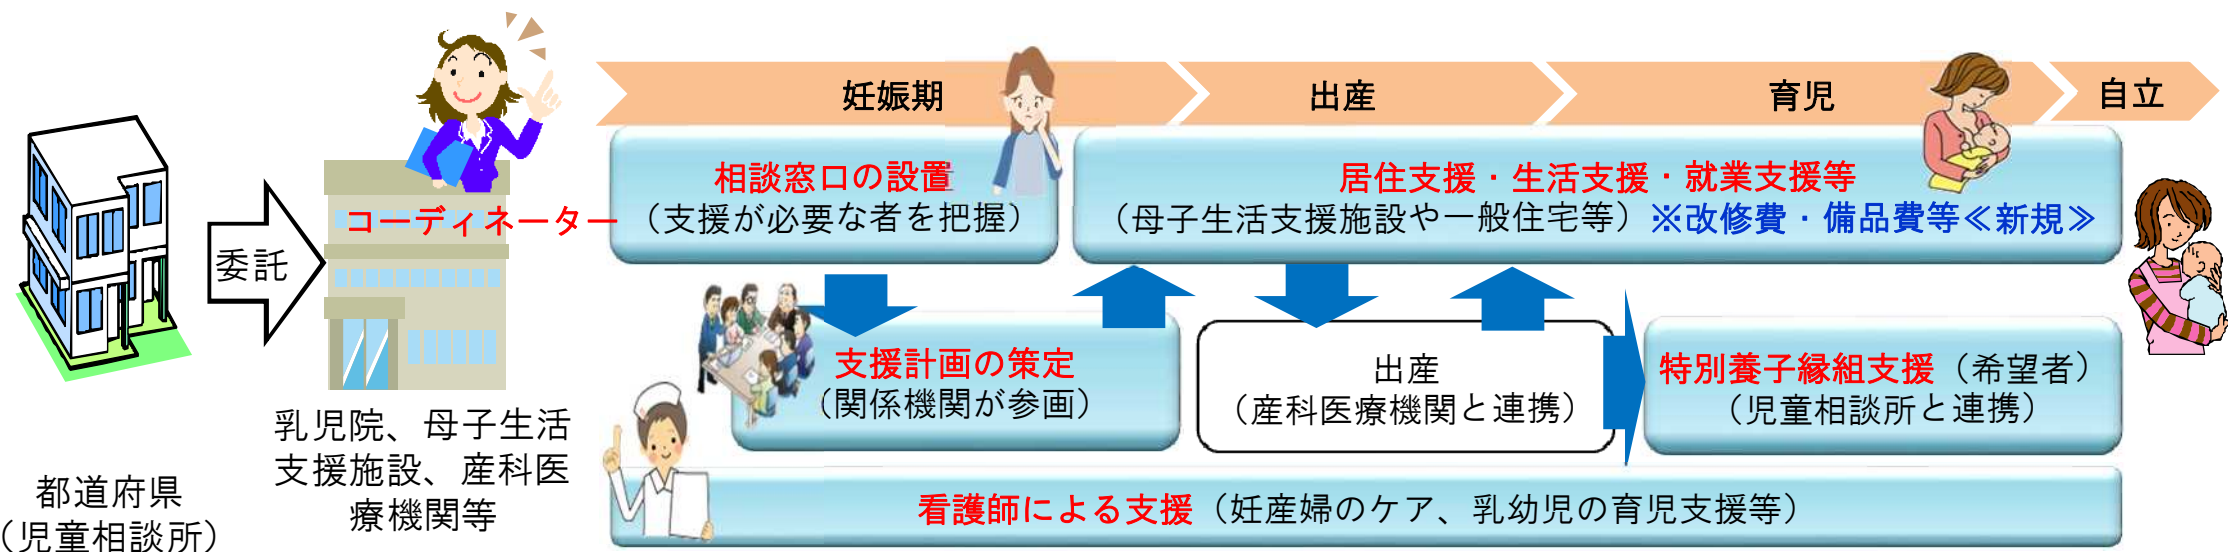 妊娠期
出産
育児
自立
相談窓口の設置
（支援が必要な者を把握）
居住支援・生活支援・就業支援等
（母子生活支援施設や一般住宅等）※改修費・備品費等≪新規≫
コーディネーター
委託
支援計画の策定
（関係機関が参画）
出産
（産科医療機関と連携）
特別養子縁組支援（希望者）
（児童相談所と連携）
乳児院、母子生活
支援施設、産科医
療機関等
都道府県
（児童相談所）
看護師による支援（妊産婦のケア、乳幼児の育児支援等）